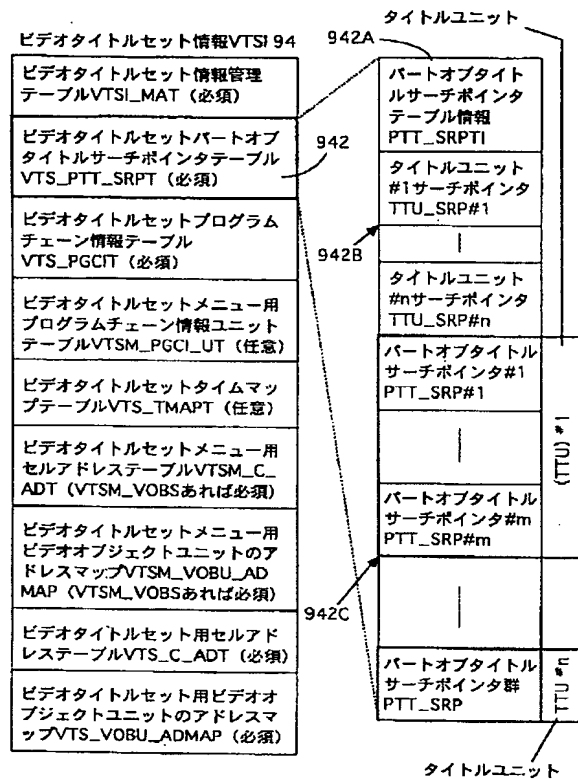 ビデオタイトルセット情報VTSI 94
ビデオタイトルセット情報管理
テーブルVTSI_MAT（必須）
ビデオタイトルセットパートオブ
タイトルサーチポインタテーブル
VTS_PTT_SRPT（必須）
ビデオタイトルセットプログラム
チェーン情報テーブル
VTS_PGCIT（必須）
ビデオタイトルセットメニュー用
プログラムチェーン情報ユニット
テーブルVTSM_PGCI_UT（任意）
ビデオタイトルセットタイムマッ
プテーブルVTS_TMAPT（任意）
ビデオタイトルセットメニュー用
セルアドレステーブルVTSM_C_
ADT（VTSM_VOBSあれば必須）
ビデオタイトルセットメニュー用
ビデオオブジェクトユニットのア
ドレスマップVTSM_VOBU_AD
MAP（VTSM_VOBSあれば必須）
ビデオタイトルセット用セルアド
レステーブルVTS_C_ADT（必須）
ビデオタイトルセット用ビデオオ
ブジェクトユニットのアドレスマ
ップVTS_VOBU_ADMAP（必須）
942
タイトルユニット
942A
パートオブタイト
ルサーチポインタ
テーブル情報
PTT_SRPTI
タイトルユニット
#1サーチポインタ
TTU_SRP#1
942B
タイトルユニット
#nサーチポインタ
TTU_SRP#n
パートオブタイトル
サーチポインタ#1
PTT_SRP#1
(TTU) #1
パートオブタイトル
サーチポインタ#m
PTT_SRP#m
942C
パートオブタイトル
サーチポインタ群
PTT_SRP
TTU #n
タイトルユニット